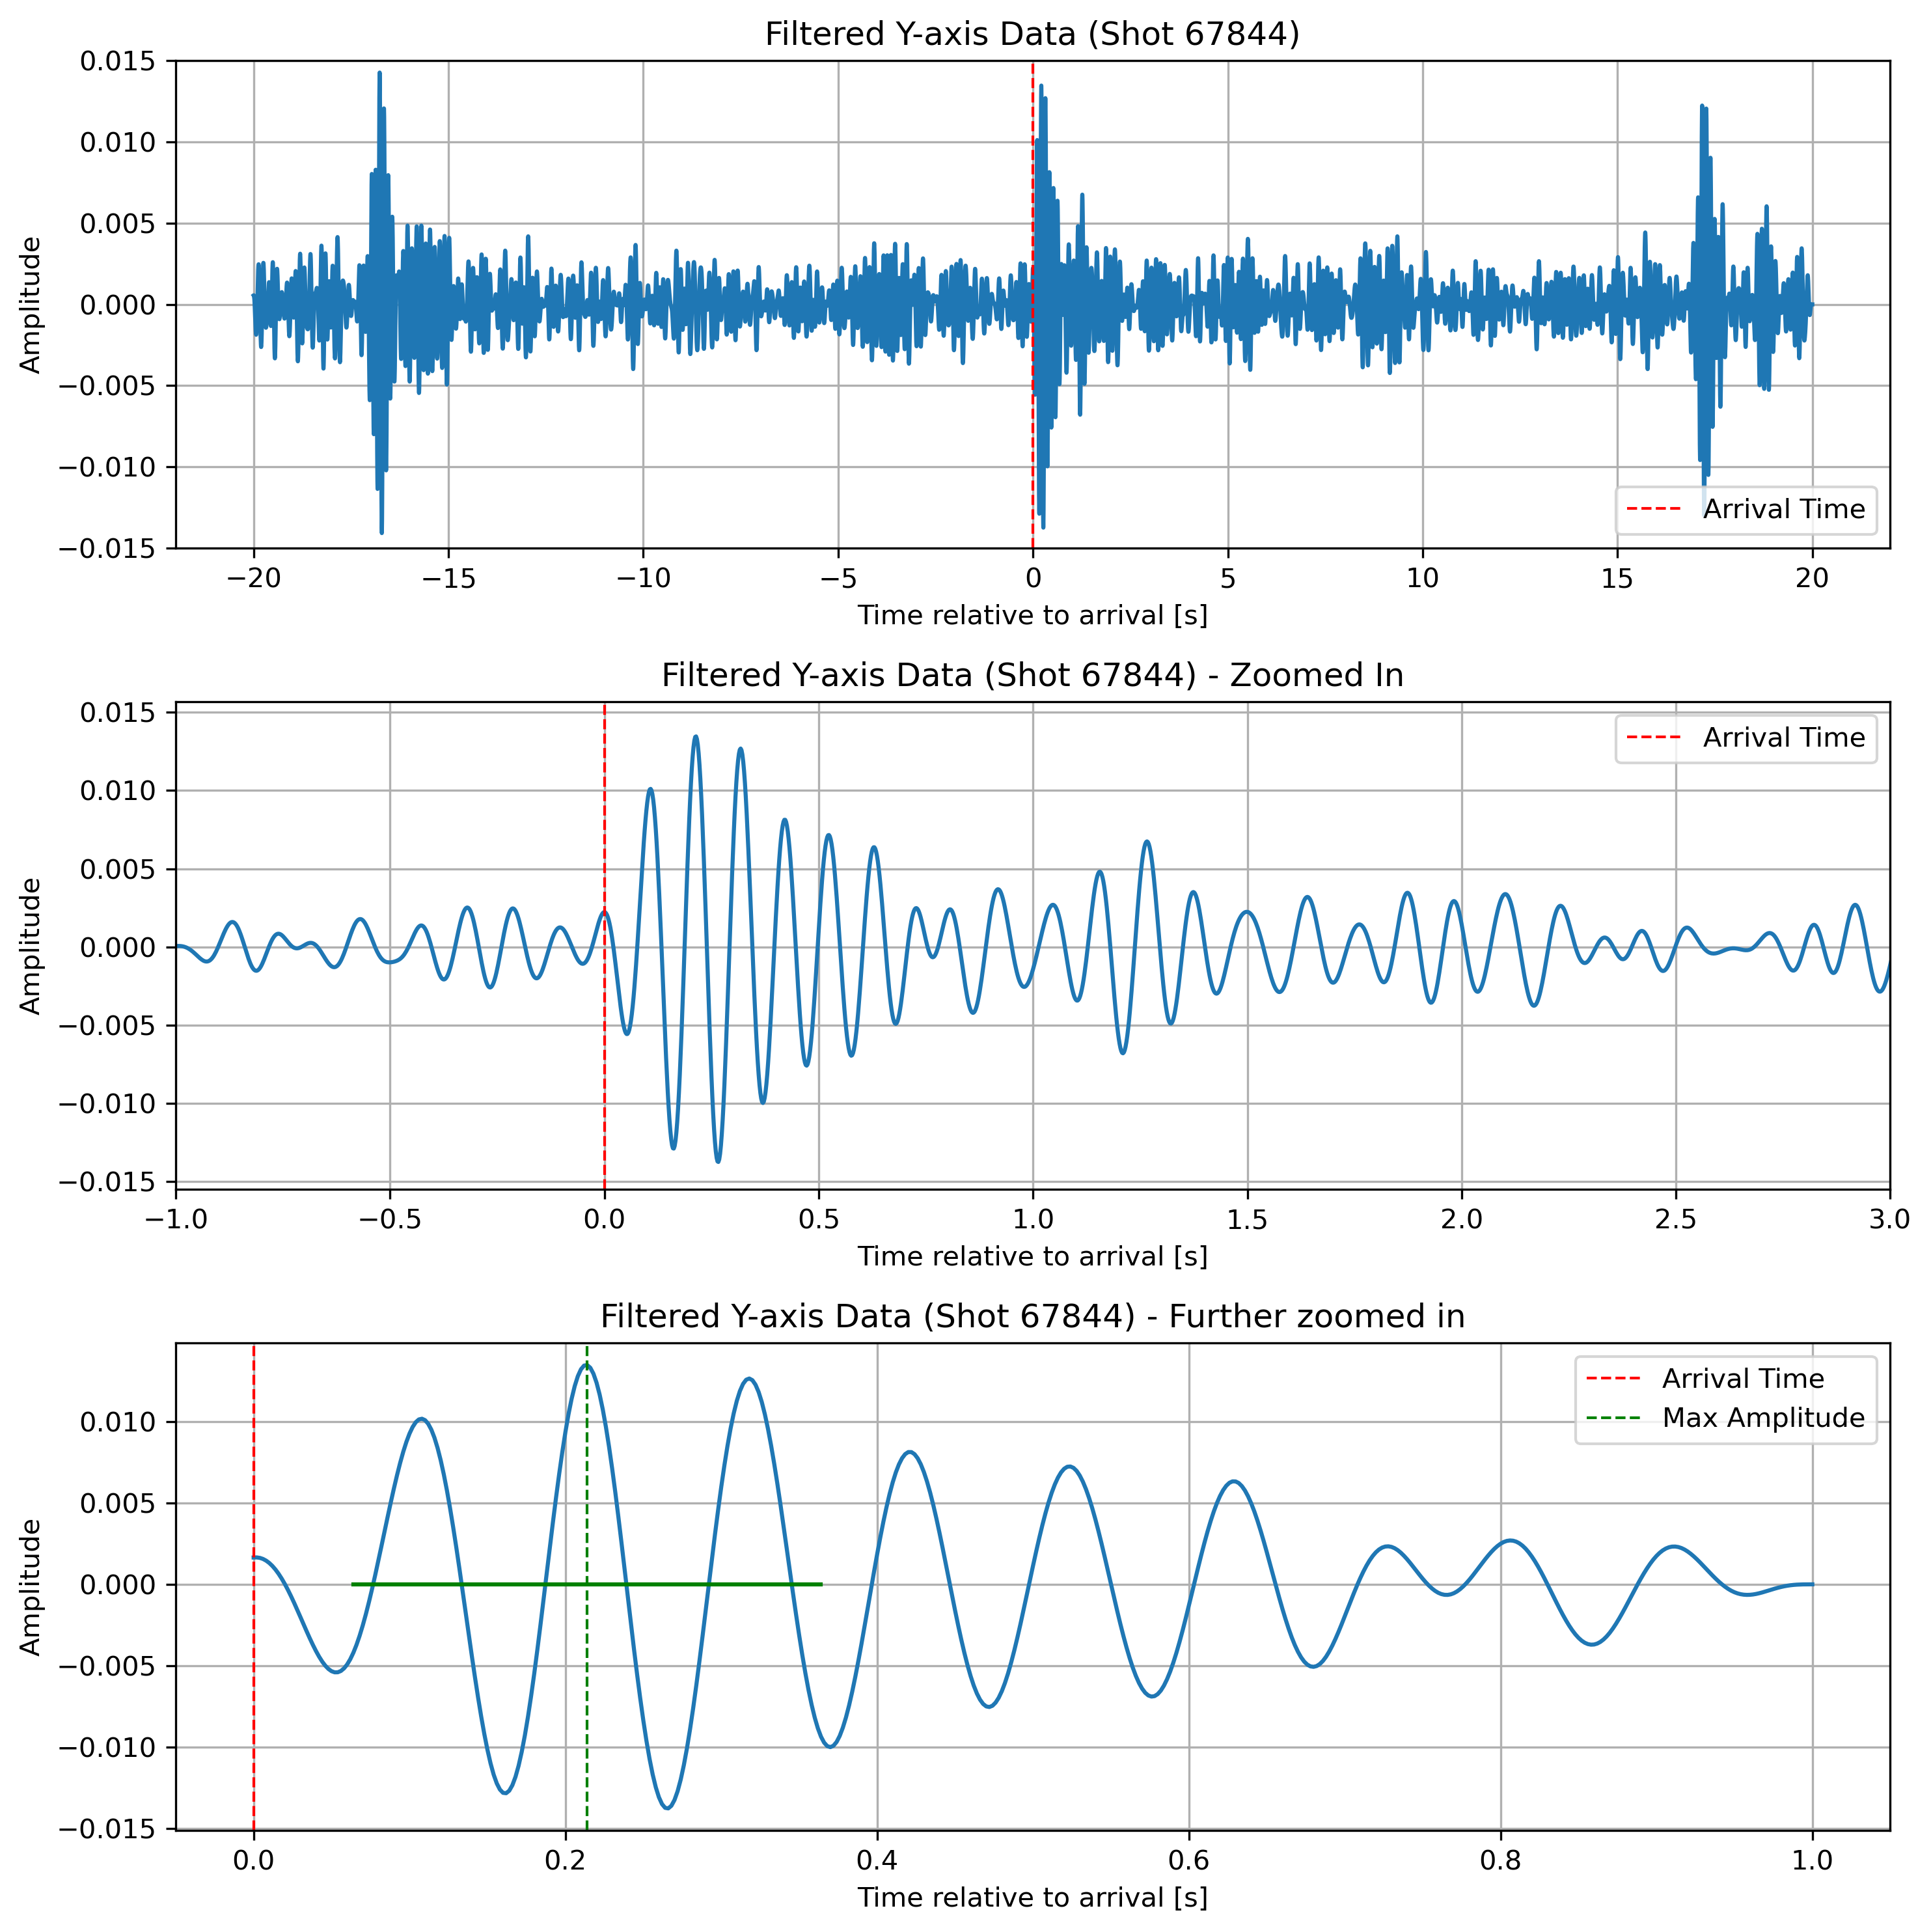 Filtered Y-axis Data (Shot 67844)
0.015
0.010
0.005
0.000
−0.005
−0.010
−0.015
Amplitude
Arrival Time
−20 −15 −10 −5 0 5 10 15 20
Time relative to arrival [s]
Filtered Y-axis Data (Shot 67844) - Zoomed In
0.015
0.010
0.005
0.000
−0.005
−0.010
−0.015
Amplitude
Arrival Time
−1.0 −0.5 0.0 0.5 1.0 1.5 2.0 2.5 3.0
Time relative to arrival [s]
Filtered Y-axis Data (Shot 67844) - Further zoomed in
0.010
0.005
0.000
−0.005
−0.010
−0.015
Amplitude
Arrival Time
Max Amplitude
0.0 0.2 0.4 0.6 0.8 1.0
Time relative to arrival [s]